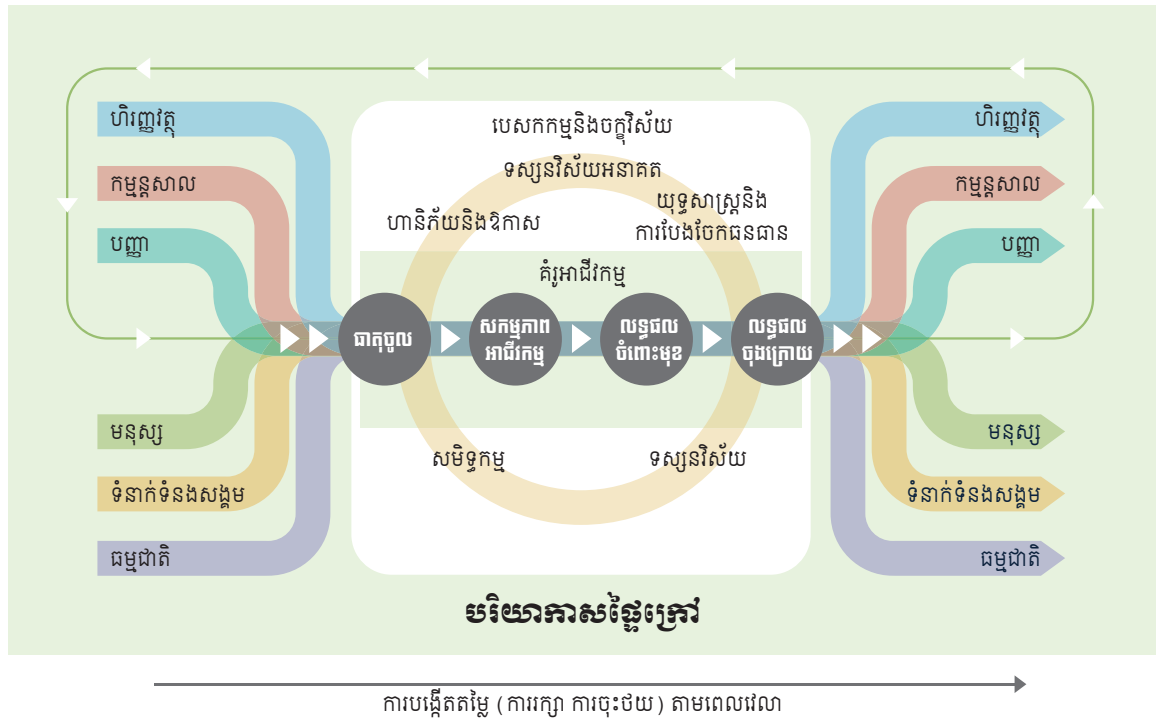 ហិរញ្ញវត្ថុ
កម្មន្តសាល
បញ្ញា
មនុស្ស
ទំនាក់ទំនងសង្គម
ធម្មជាតិ
បេសកកម្មនិងចក្ខុវិស័យ
ទស្សនវិស័យអនាគត
ហានិភ័យនិងឱកាស
យុទ្ធសាស្ត្រនិង
ការបែងចែកធនធាន
គំរូអាជីវកម្ម
ធាតុចូល
សកម្មភាព
អាជីវកម្ម
លទ្ធផល
ចំពោះមុខ
លទ្ធផល
ចុងក្រោយ
សមិទ្ធកម្ម
ទស្សនវិស័យ
ហិរញ្ញវត្ថុ
កម្មន្តសាល
បញ្ញា
មនុស្ស
ទំនាក់ទំនងសង្គម
ធម្មជាតិ
បរិយាកាសផ្ទៃក្រៅ
ការបង្កើតតម្លៃ (ការរក្សា ការចុះថយ) តាមពេលវេលា